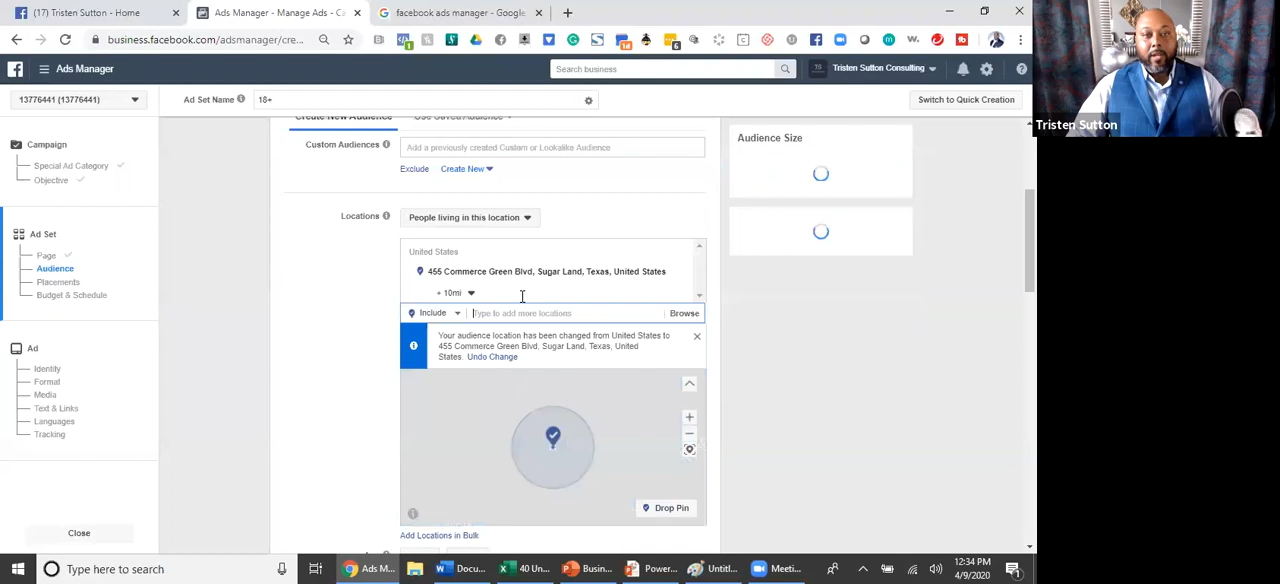 (17) Tristen Sutton - Home
Ads Manager - Manage Ads - Ca
facebook ads manager - Google
business.facebook.com/adsmanager/cre...
Ads Manager
Search business
TS
Tristen Sutton Consulting
13776441 (13776441)
Ad Set Name
18+
Switch to Quick Creation
Tristen Sutton
Campaign
Special Ad Category
Objective
Ad Set
Page
Audience
Placements
Budget & Schedule
Ad
Identity
Format
Media
Text & Links
Languages
Tracking
Close
Create New Audience
Use Saved Audience
Custom Audiences
Add a previously created Custom or Lookalike Audience
Exclude
Create New
Locations
People living in this location
United States
455 Commerce Green Blvd, Sugar Land, Texas, United States
+ 10mi
Include
Type to add more locations
Browse
Your audience location has been changed from United States to
455 Commerce Green Blvd, Sugar Land, Texas, United
States. Undo Change
Drop Pin
Add Locations in Bulk
Audience Size
Type here to search
Ads M...
Docu...
40 Un...
Busin...
Power...
Untitl...
Meeti...
12:34 PM
4/9/2020